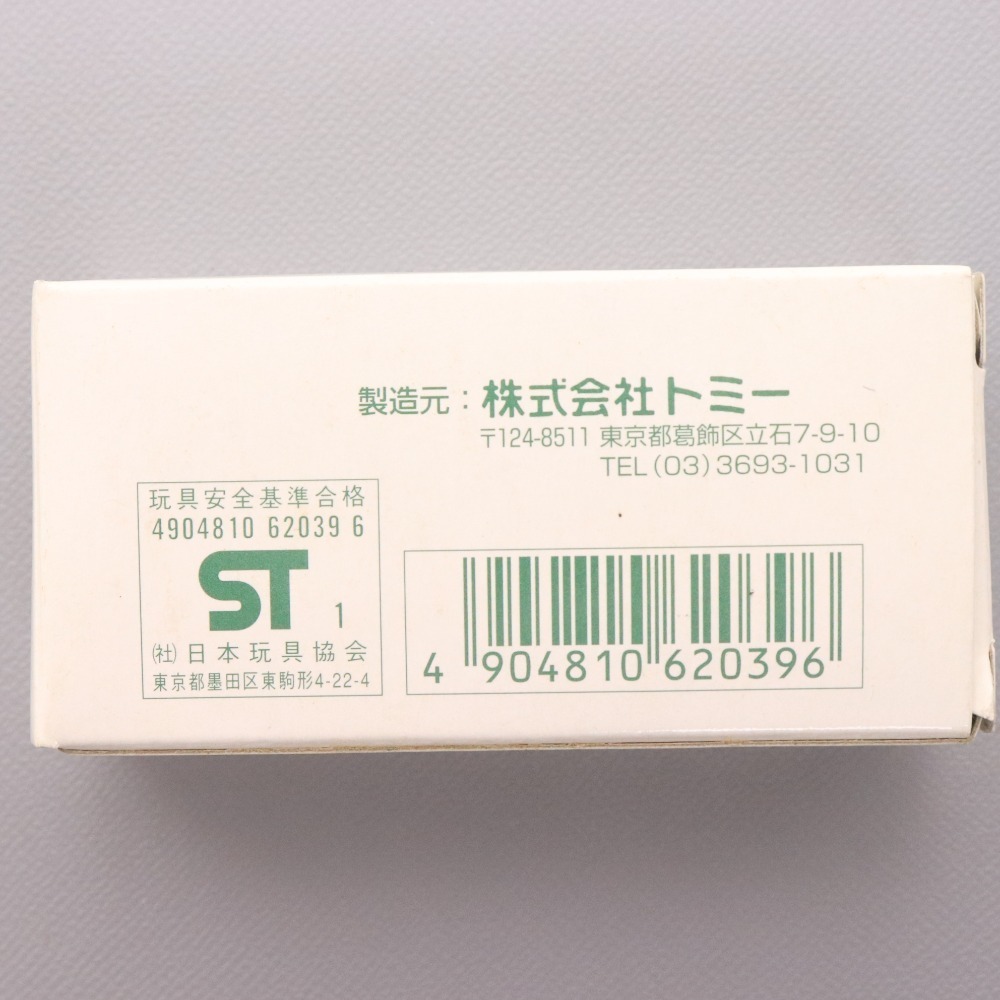 製造元：株式会社トミー
〒124-8511 東京都葛飾区立石7-9-10
TEL(03)3693-1031
玩具安全基準合格
4904810 62039 6
ST 1
(社)日本玩具協会
東京都墨田区東駒形4-22-4
4 904810 620396